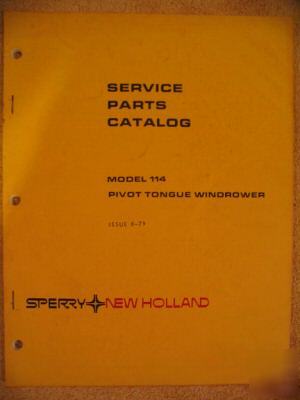 SERVICE
PARTS
CATALOG
MODEL 114
PIVOT TONGUE WINDROWER
ISSUE 8-79
SPERRY NEW HOLLAND